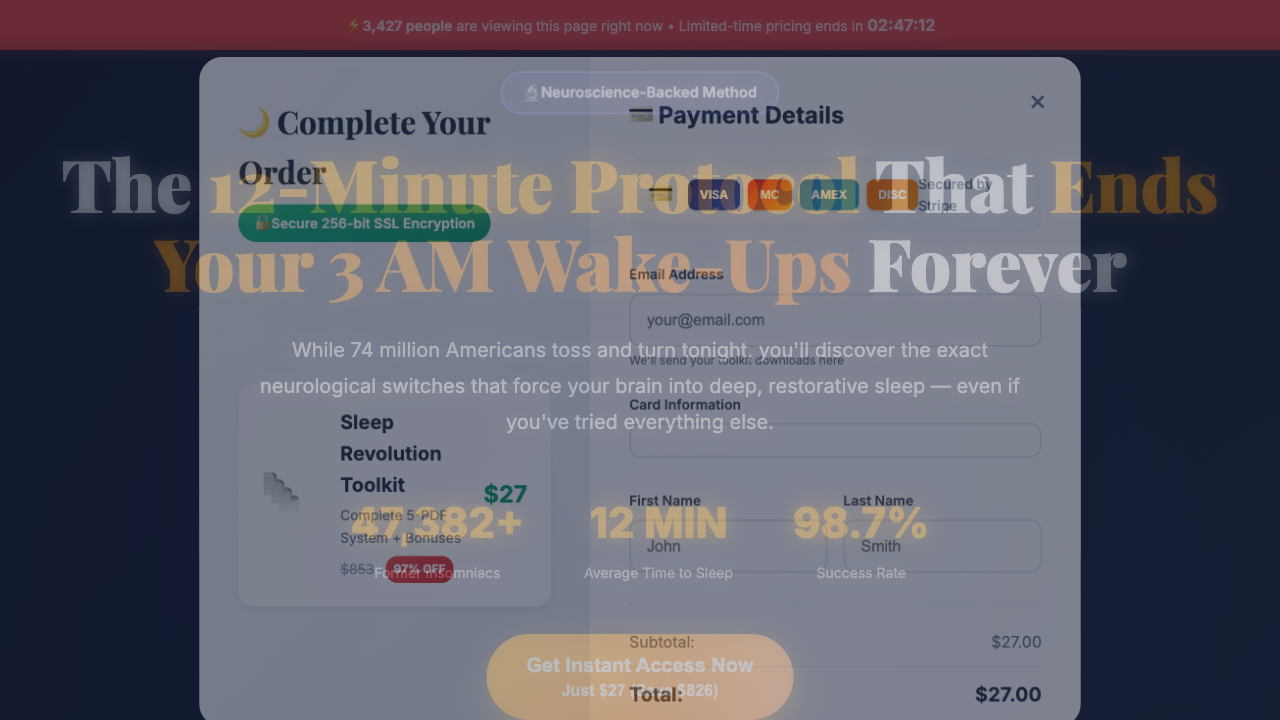 ⚡ 3,427 people are viewing this page right now • Limited-time pricing ends in 02:47:12
🔬 Neuroscience-Backed Method
The 12-Minute Protocol That Ends
Your 3 AM Wake-Ups Forever
While 74 million Americans toss and turn tonight, you'll discover the exact
neurological switches that force your brain into deep, restorative sleep — even if
you've tried everything else.
47,382+
Former Insomniacs
12 MIN
Average Time to Sleep
98.7%
Success Rate
Get Instant Access Now
Just $27 (Save $826)
🌙 Complete Your
Order
🔒 Secure 256-bit SSL Encryption
Sleep
Revolution
Toolkit
Complete 5-PDF
System + Bonuses
$853
97% OFF
$27
💳 Payment Details
✕
💳 VISA MC AMEX DISC
Secured by
Stripe
Email Address
your@email.com
We'll send your toolkit downloads here
Card Information
First Name
John
Last Name
Smith
Subtotal: $27.00
Total: $27.00